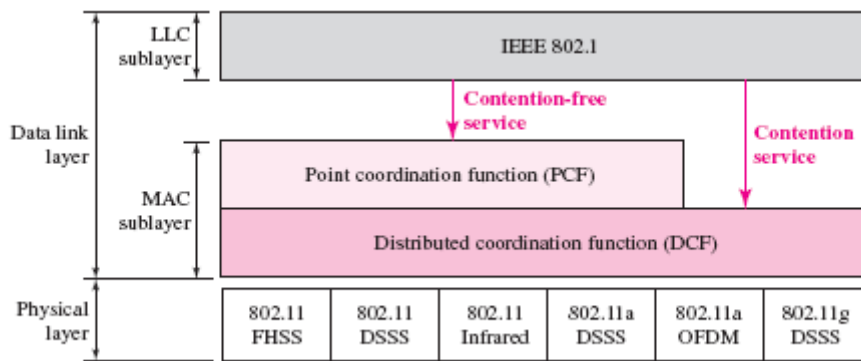 LLC
sublayer
IEEE 802.1
Contention-free
service
Contention
service
Data link
layer
MAC
sublayer
Point coordination function (PCF)
Distributed coordination function (DCF)
Physical
layer
802.11
FHSS
802.11
DSSS
802.11
Infrared
802.11a
DSSS
802.11a
OFDM
802.11g
DSSS